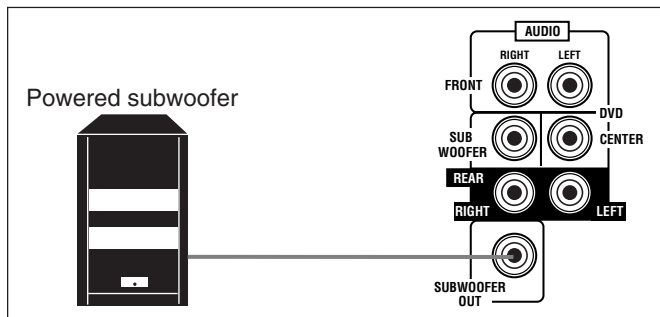 AUDIO
RIGHT LEFT
FRONT
Powered subwoofer
DVD
SUB
WOOFER
CENTER
REAR
RIGHT
LEFT
SUBWOOFER
OUT